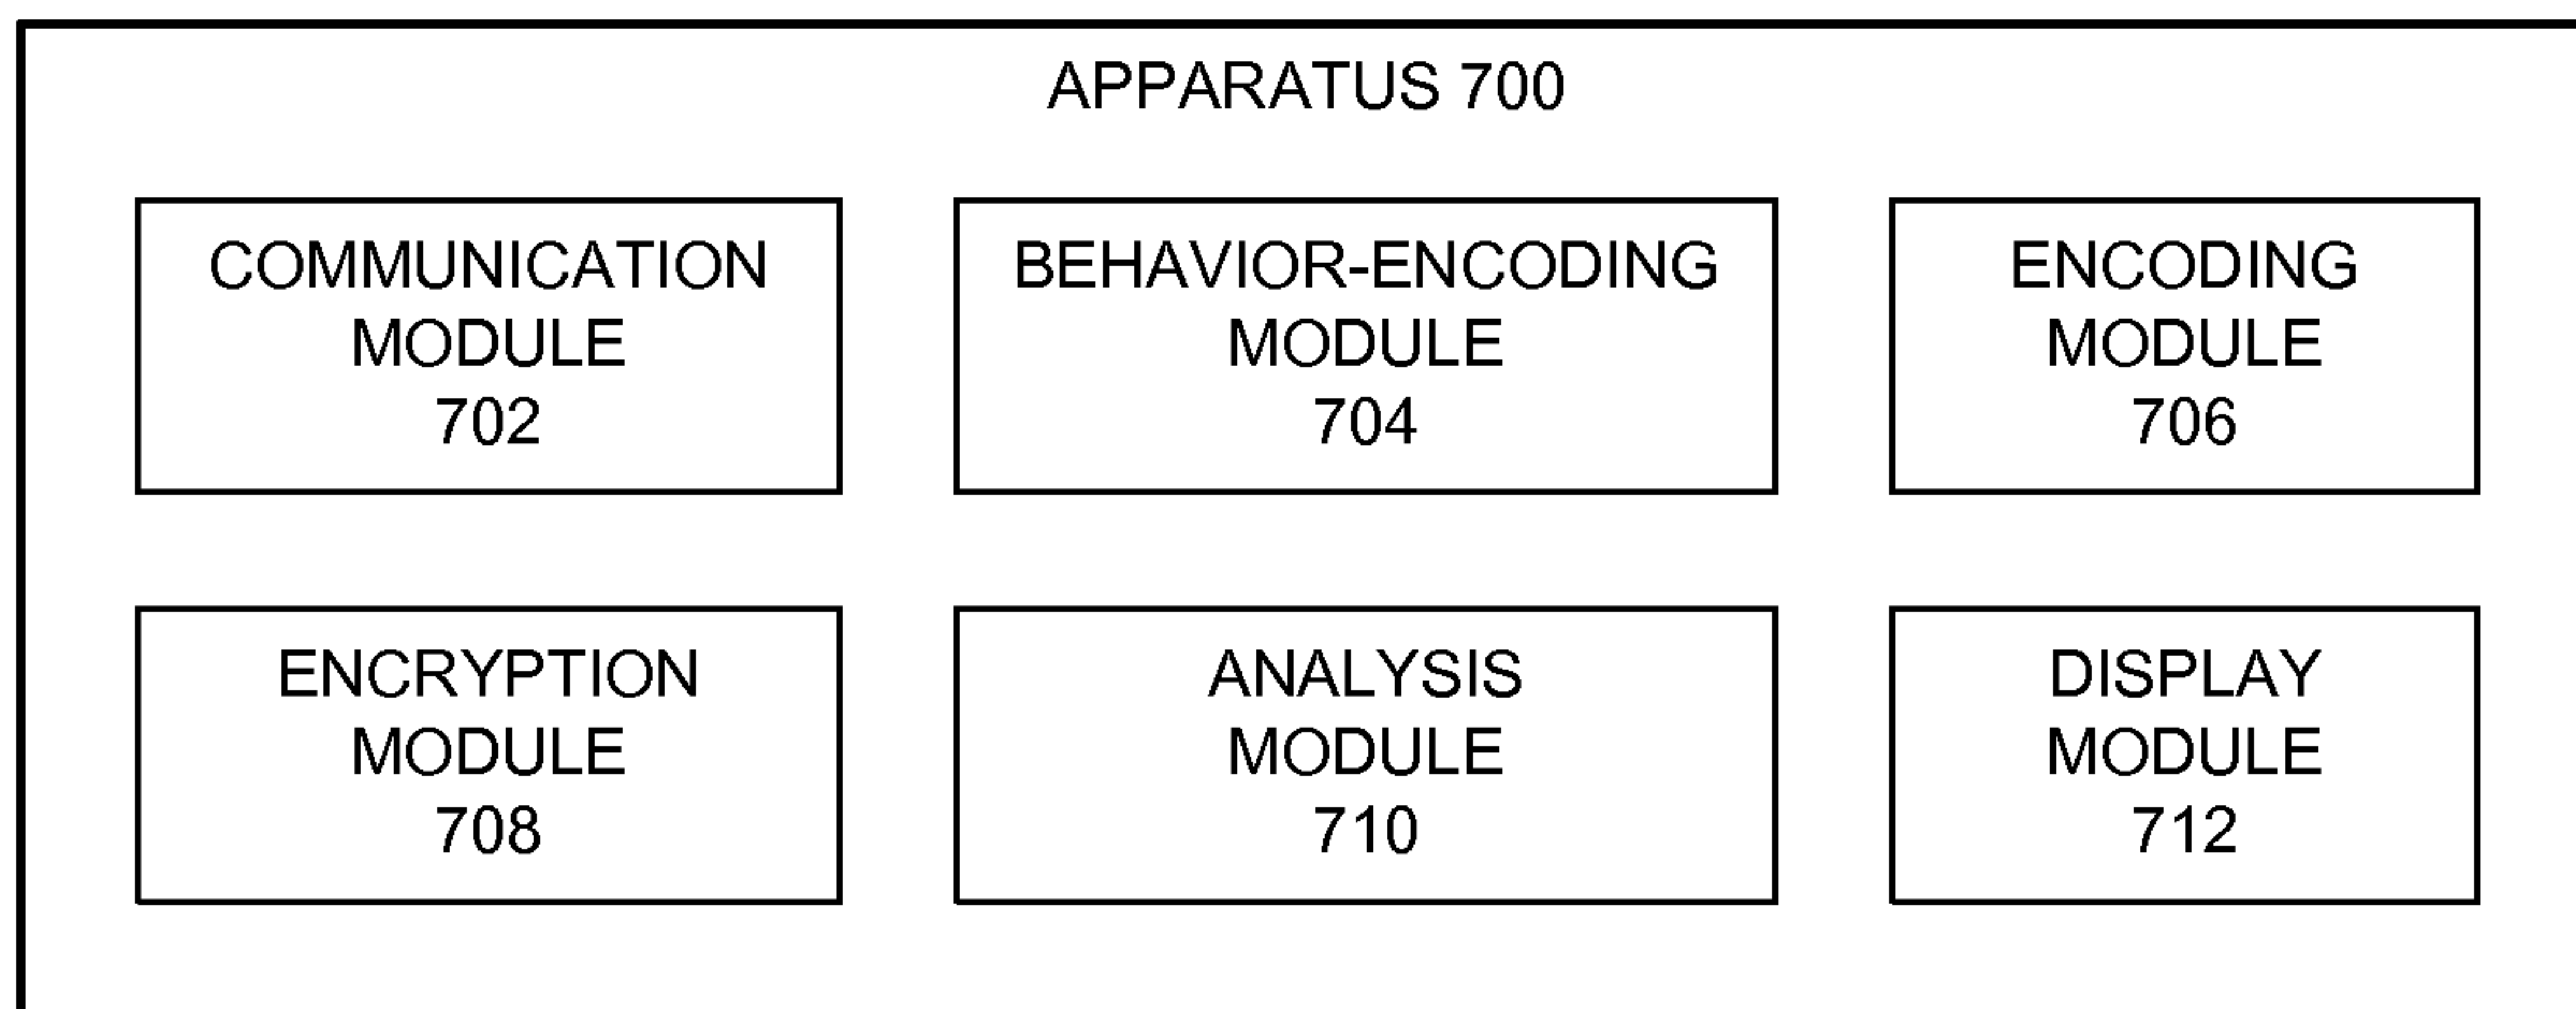 APPARATUS 700
COMMUNICATION
MODULE
702
BEHAVIOR-ENCODING
MODULE
704
ENCODING
MODULE
706
ENCRYPTION
MODULE
708
ANALYSIS
MODULE
710
DISPLAY
MODULE
712